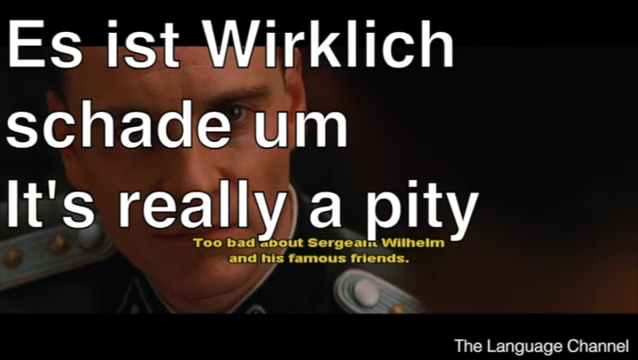 Es ist Wirklich
schade um
It's really a pity
Too bad about Sergeant Wilhelm
and his famous friends.
The Language Channel